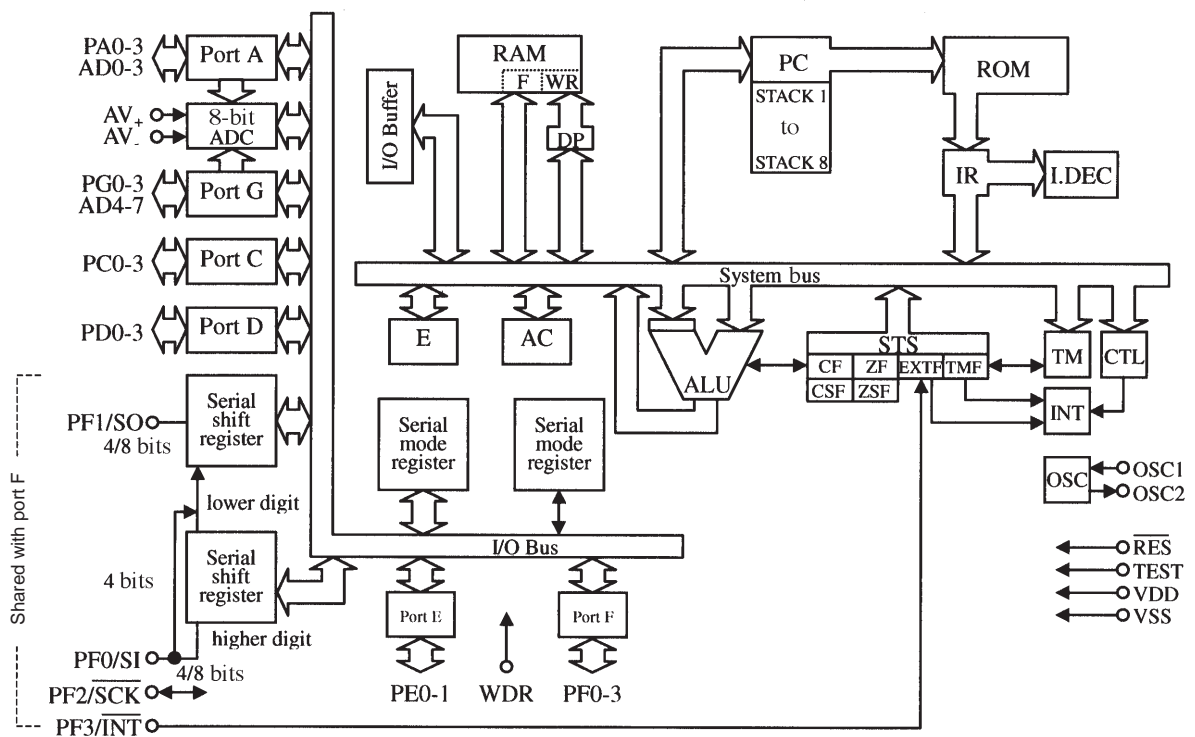 PA0-3
AD0-3
Port A
AV+
AV-
8-bit
ADC
PG0-3
AD4-7
Port G
PC0-3
Port C
PD0-3
Port D
I/O Buffer
RAM
F
WR
DP
PC
STACK 1
to
STACK 8
ROM
IR
I.DEC
System bus
E
AC
ALU
STS
CF
ZF
EXTF
TMF
CSF
ZSF
TM
CTL
INT
OSC
OSC1
OSC2
RES
TEST
VDD
VSS
Shared with port F
PF1/SO
4/8 bits
Serial
shift
register
lower digit
Serial
mode
register
Serial
mode
register
I/O Bus
4 bits
Serial
shift
register
higher digit
Port E
Port F
PF0/SI
4/8 bits
PF2/SCK
PF3/INT
PE0-1
WDR
PF0-3